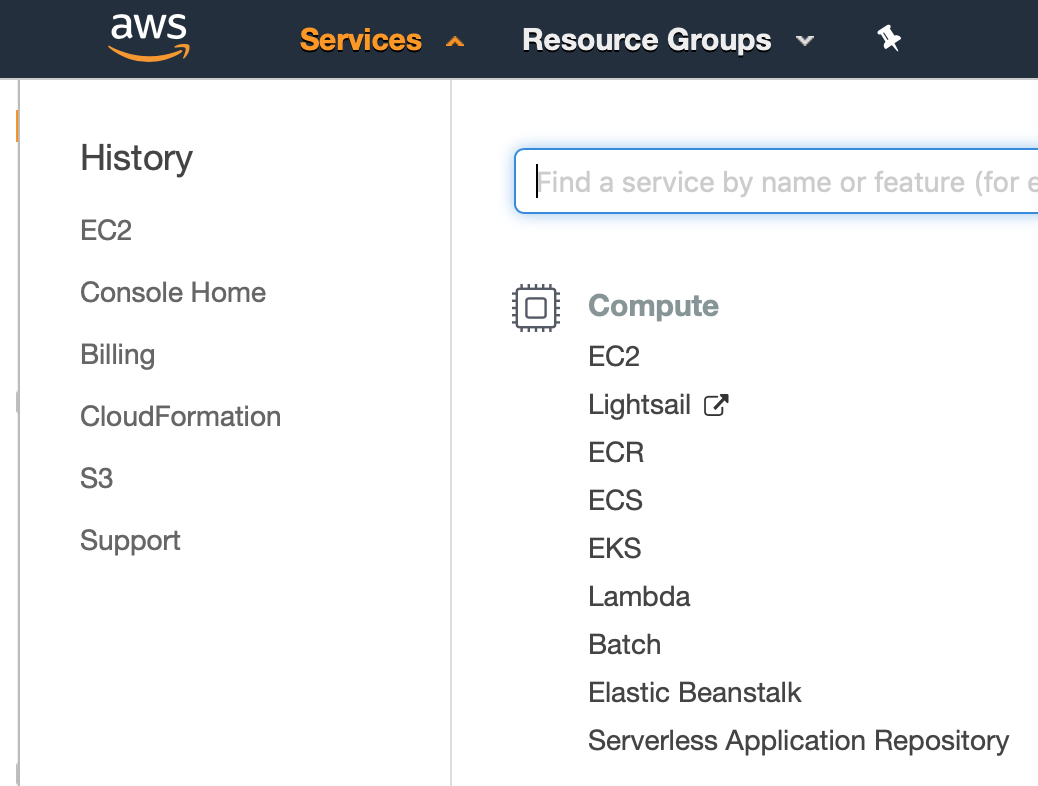 aws Services Resource Groups
History
EC2
Console Home
Billing
CloudFormation
S3
Support
Find a service by name or feature (for e
Compute
EC2
Lightsail
ECR
ECS
EKS
Lambda
Batch
Elastic Beanstalk
Serverless Application Repository